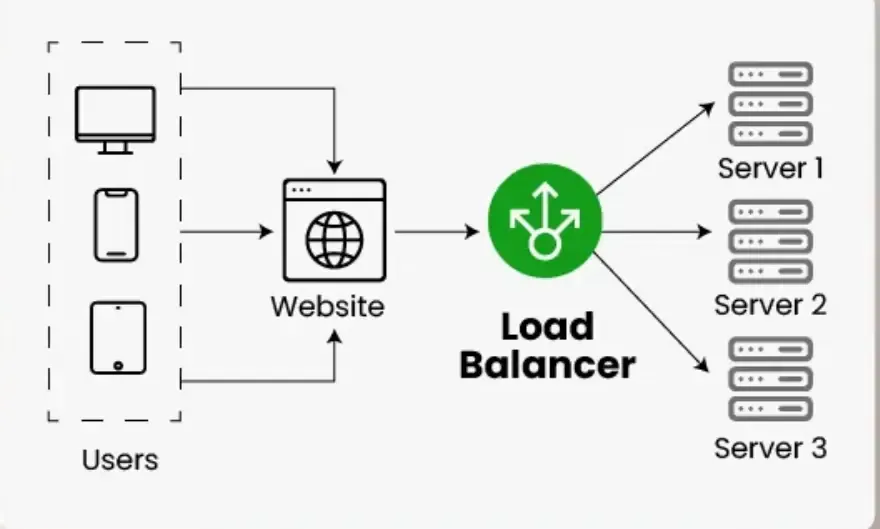 Users
Website
Load
Balancer
Server 1
Server 2
Server 3